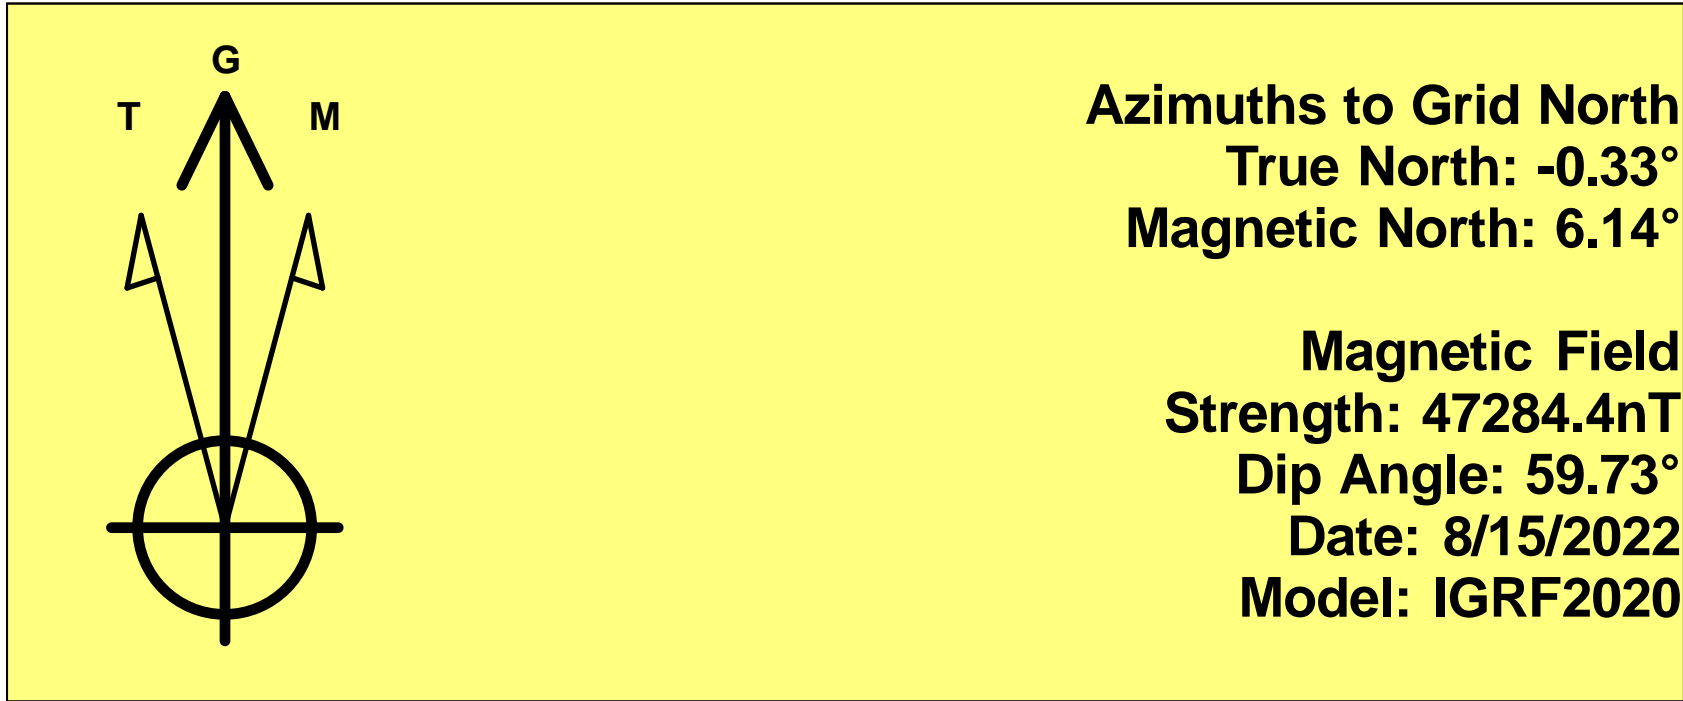 G
T M
Azimuths to Grid North
True North: -0.33°
Magnetic North: 6.14°
Magnetic Field
Strength: 47284.4nT
Dip Angle: 59.73°
Date: 8/15/2022
Model: IGRF2020